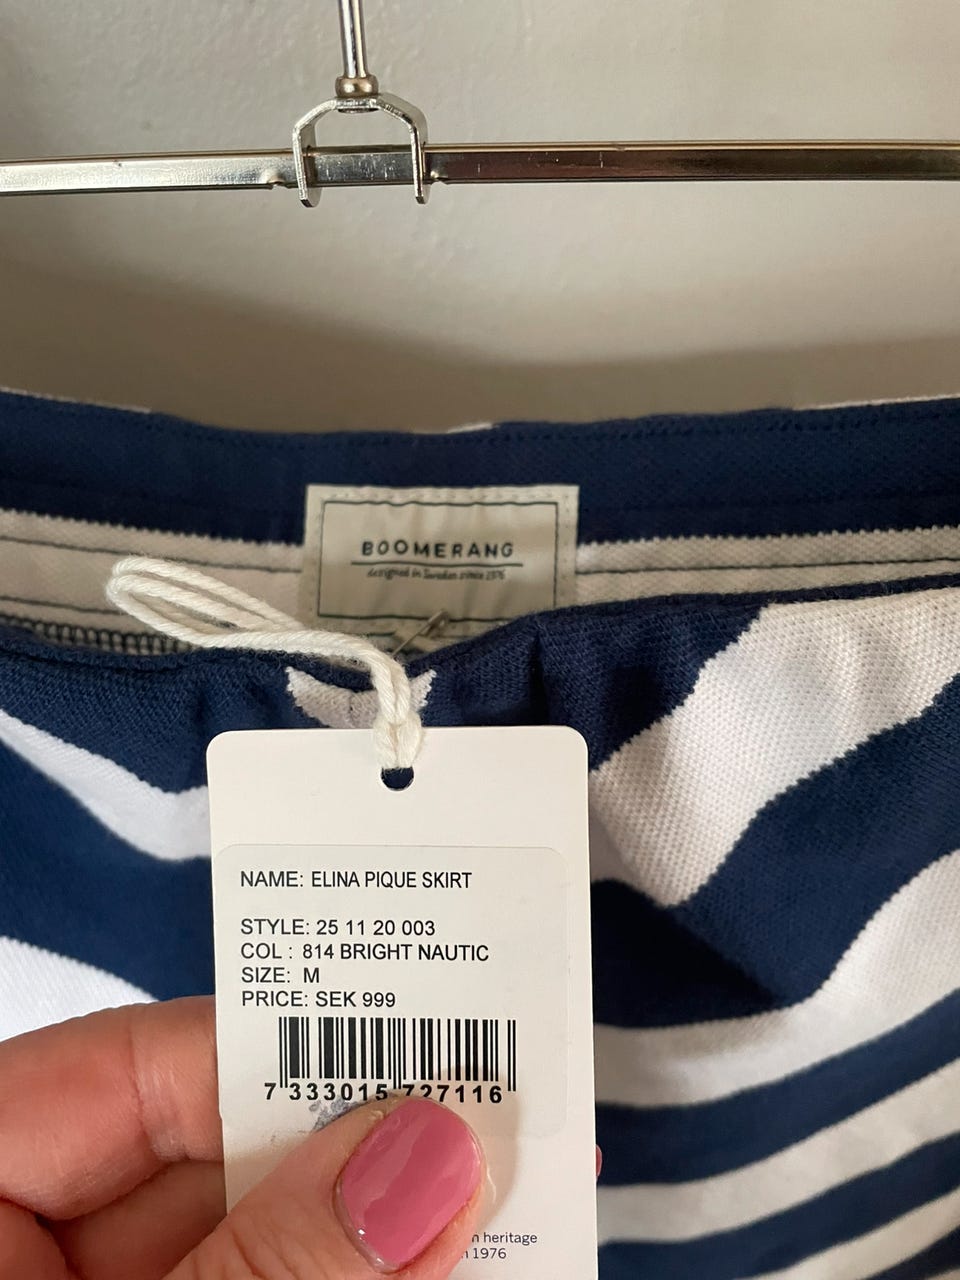 BOOMERANG
designed in Sweden since 1976
NAME: ELINA PIQUE SKIRT
STYLE: 25 11 20 003
COL : 814 BRIGHT NAUTIC
SIZE: M
PRICE: SEK 999
7 333015 727116
heritage
1976